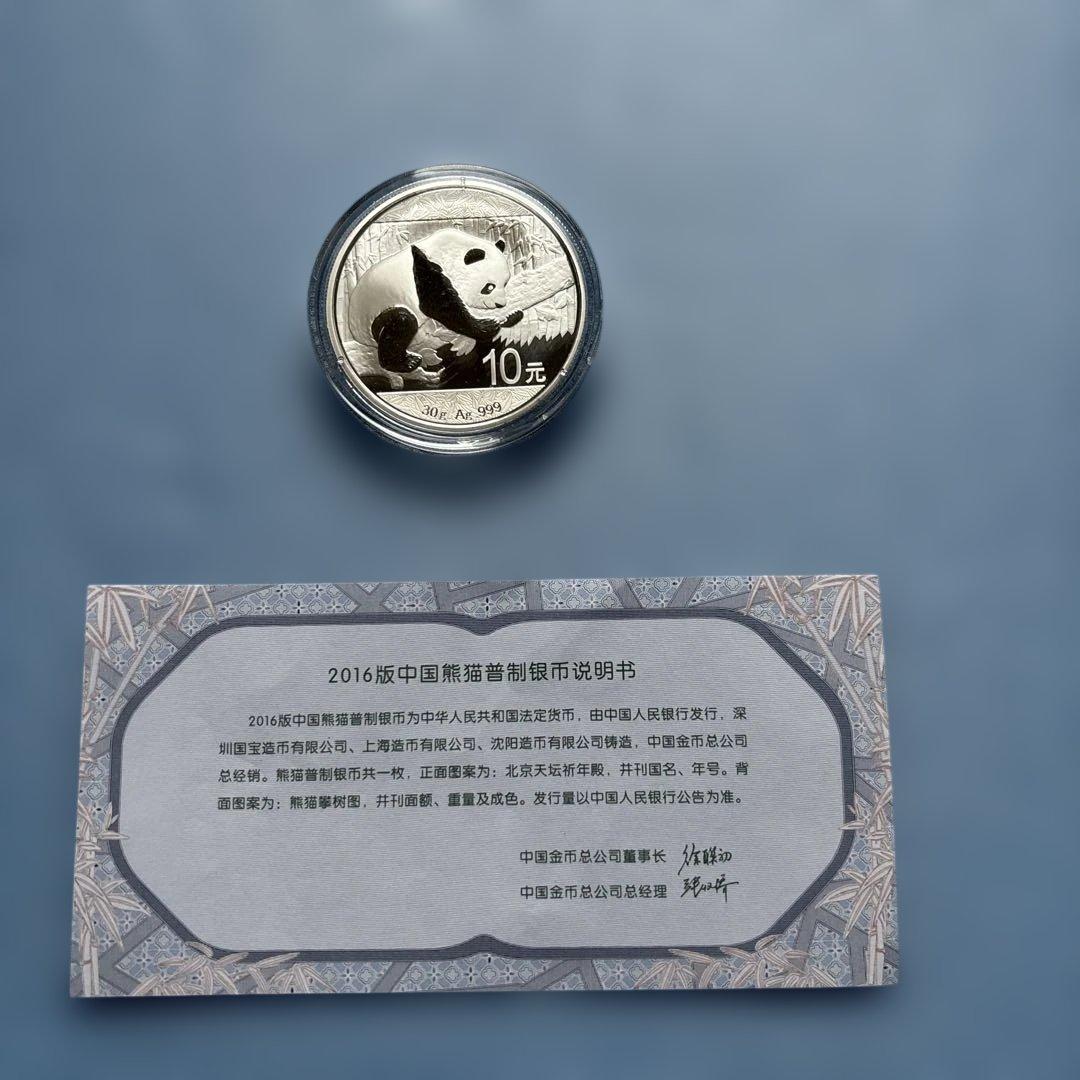 10元
30g Ag 999
2016版中国熊猫普制银币说明书
2016版中国熊猫普制银币为中华人民共和国法定货币，由中国人民银行发行，深
圳国宝造币有限公司、上海造币有限公司、沈阳造币有限公司铸造，中国金币总公司
总经销。熊猫普制银币共一枚，正面图案为：北京天坛祈年殿，并刊国名、年号。背
面图案为：熊猫攀树图，并刊面额、重量及成色。发行量以中国人民银行公告为准。
中国金币总公司董事长
中国金币总公司总经理